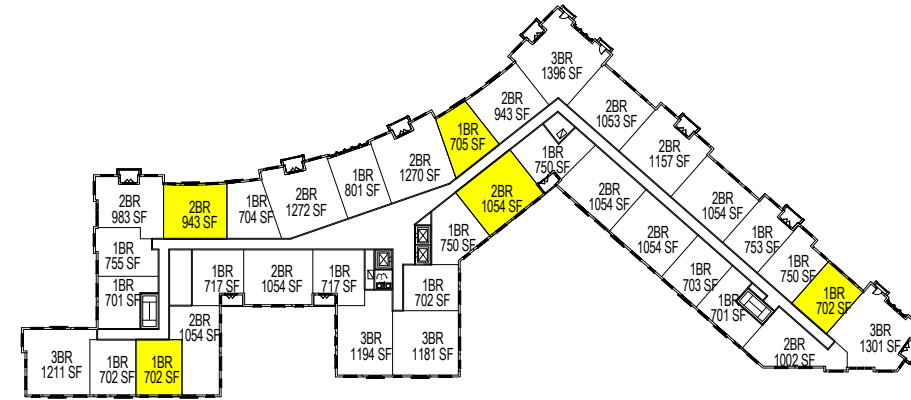 3BR
1396 SF
2BR
943 SF
2BR
1053 SF
1BR
705 SF
2BR
1157 SF
1BR
750 SF
2BR
1270 SF
1BR
801 SF
2BR
1272 SF
1BR
704 SF
2BR
943 SF
2BR
983 SF
2BR
1054 SF
2BR
1054 SF
2BR
1054 SF
1BR
750 SF
2BR
1054 SF
1BR
753 SF
1BR
755 SF
1BR
701 SF
1BR
717 SF
2BR
1054 SF
1BR
717 SF
1BR
702 SF
1BR
703 SF
1BR
750 SF
1BR
702 SF
1BR
701 SF
2BR
1054 SF
3BR
1194 SF
3BR
1181 SF
2BR
1002 SF
3BR
1301 SF
3BR
1211 SF
1BR
702 SF
1BR
702 SF